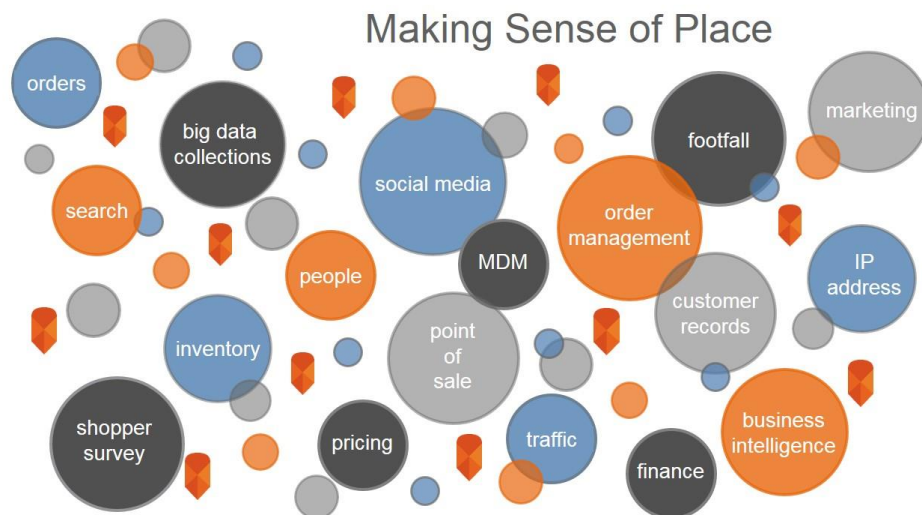 Making Sense of Place
orders
big data
collections
social media
footfall
marketing
search
order
management
people
MDM
IP
address
customer
records
inventory
point
of
sale
shopper
survey
pricing
traffic
finance
business
intelligence